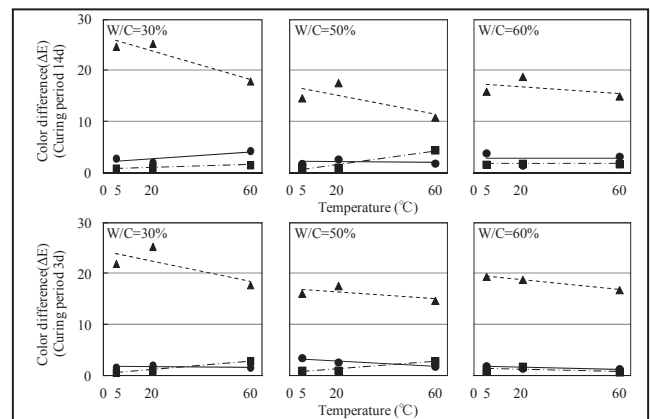 Color difference(ΔE)
(Curing period 14d)
30
20
10
0
W/C=30%
W/C=50%
W/C=60%
0 5 20 60
0 5 20 60
0 5 20 60
Temperature (℃)
Color difference(ΔE)
(Curing period 3d)
30
20
10
0
W/C=30%
W/C=50%
W/C=60%
0 5 20 60
0 5 20 60
0 5 20 60
Temperature (℃)